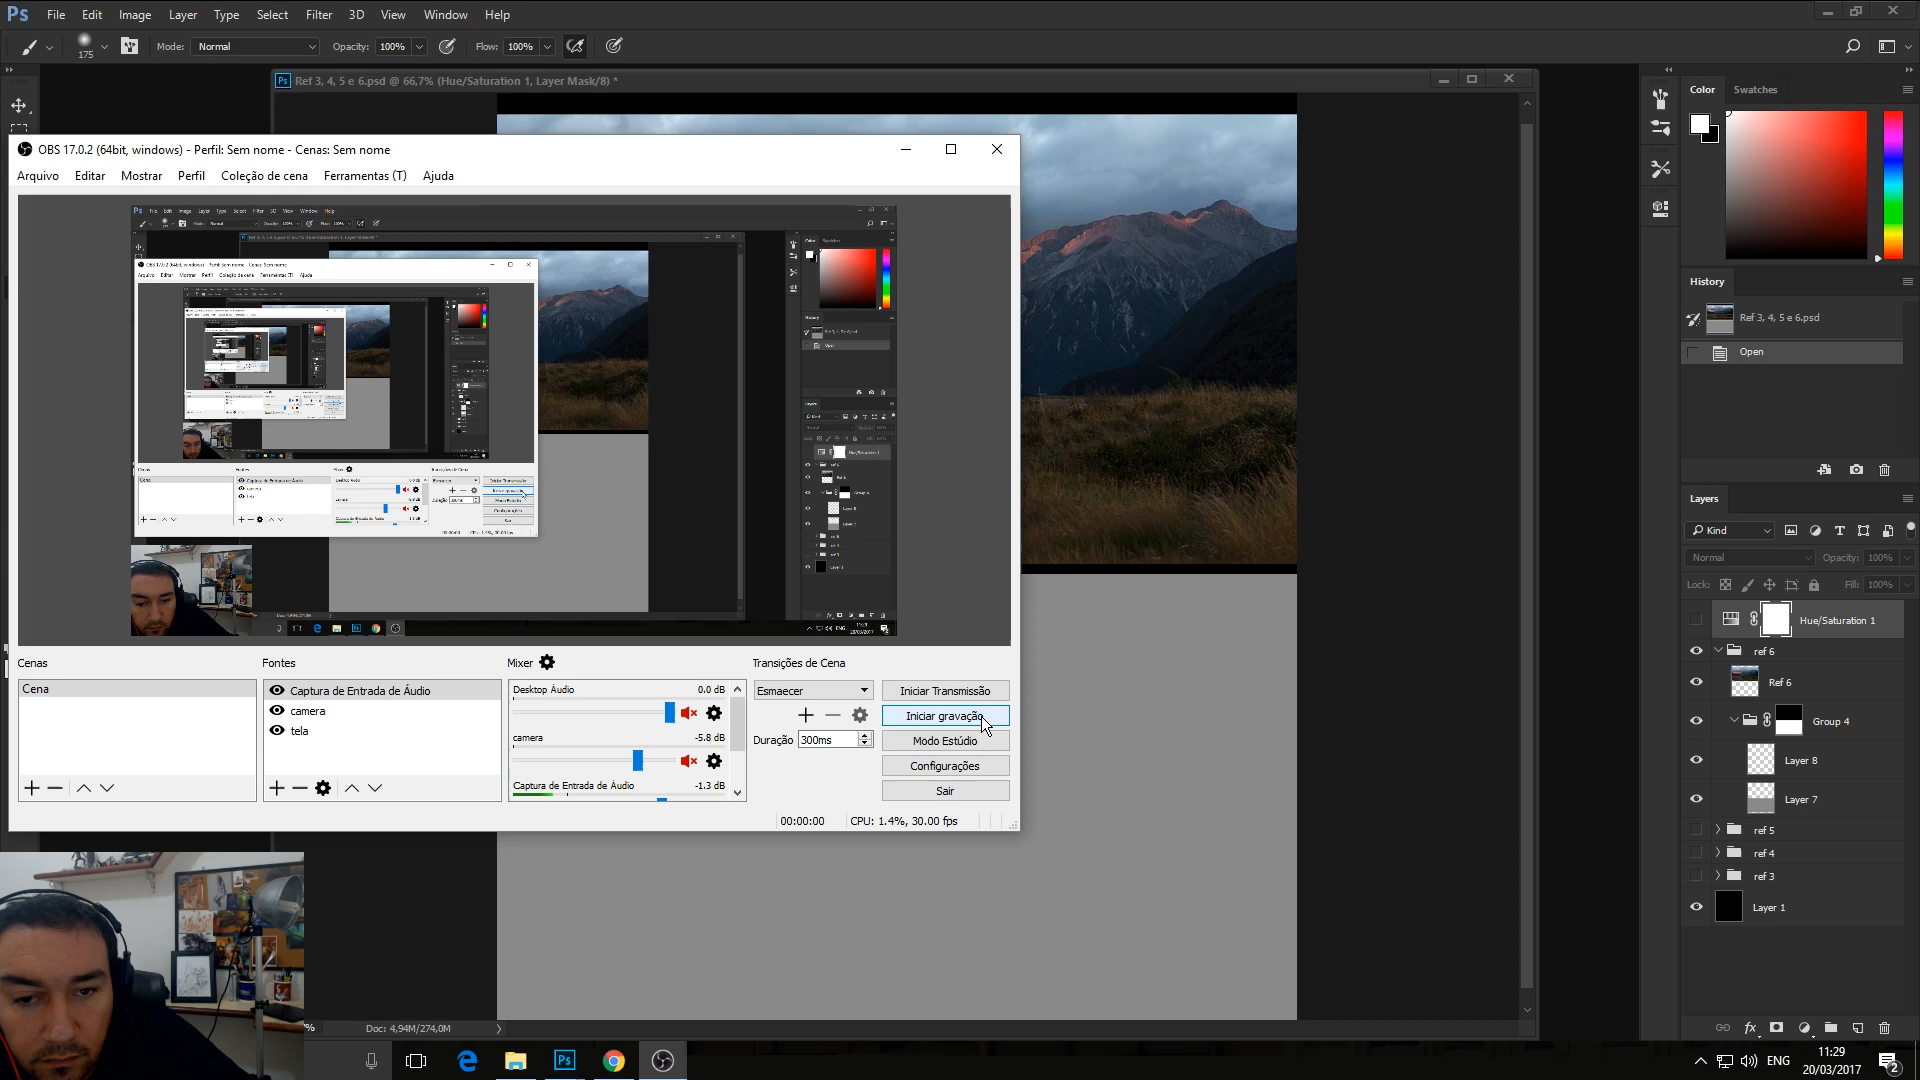 Ps File Edit Image Layer Type Select Filter 3D View Window Help
175 Mode: Normal Opacity: 100% Flow: 100%
Ps Ref 3, 4, 5 e 6.psd @ 66,7% (Hue/Saturation 1, Layer Mask/8) *
OBS 17.0.2 (64bit, windows) - Perfil: Sem nome - Cenas: Sem nome
Arquivo Editar Mostrar Perfil Coleção de cena Ferramentas (T) Ajuda
Cenas
Cena
Fontes
Captura de Entrada de Áudio
camera
tela
Mixer
Desktop Áudio 0.0 dB
camera -5.8 dB
Captura de Entrada de Áudio -1.3 dB
Transições de Cena
Esmaecer
Duração 300ms
Iniciar Transmissão
Iniciar gravação
Modo Estúdio
Configurações
Sair
00:00:00 CPU: 1.4%, 30.00 fps
Color Swatches
History
Ref 3, 4, 5 e 6.psd
Open
Layers
Kind
Normal Opacity: 100%
Lock: Fill: 100%
Hue/Saturation 1
ref 6
Ref 6
Group 4
Layer 8
Layer 7
ref 5
ref 4
ref 3
Layer 1
fx
% Doc: 4,94M/274,0M
Ps
ENG
11:29
20/03/2017
2